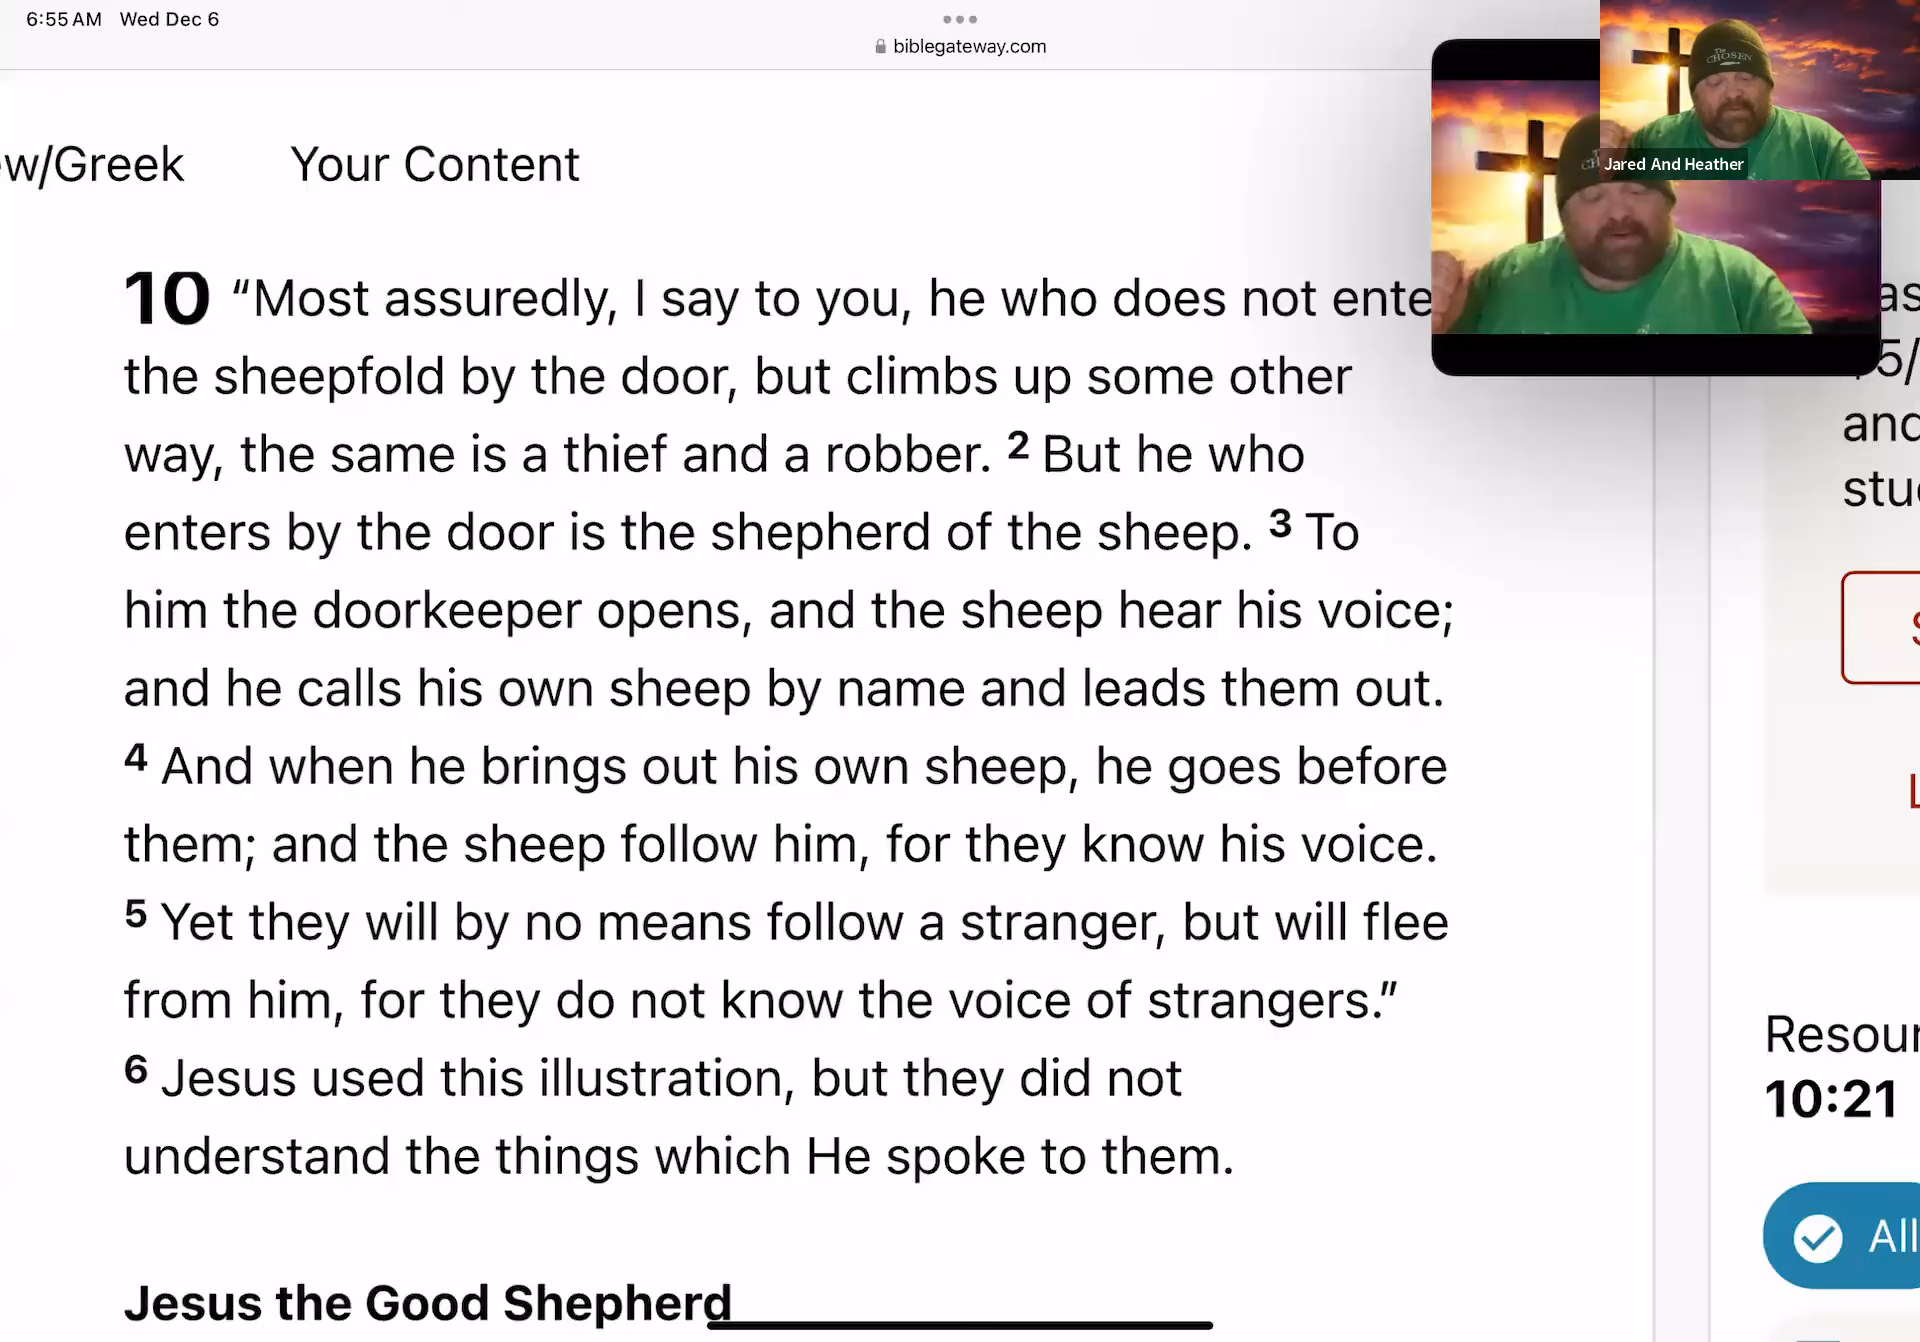 6:55 AM Wed Dec 6
biblegateway.com
The
CHOSEN
Jared And Heather
ew/Greek
Your Content
10 “Most assuredly, I say to you, he who does not ente
the sheepfold by the door, but climbs up some other
way, the same is a thief and a robber. 2 But he who
enters by the door is the shepherd of the sheep. 3 To
him the doorkeeper opens, and the sheep hear his voice;
and he calls his own sheep by name and leads them out.
4 And when he brings out his own sheep, he goes before
them; and the sheep follow him, for they know his voice.
5 Yet they will by no means follow a stranger, but will flee
from him, for they do not know the voice of strangers.”
6 Jesus used this illustration, but they did not
understand the things which He spoke to them.
Jesus the Good Shepherd
as
5/
and
stu
S
L
Resour
10:21
All